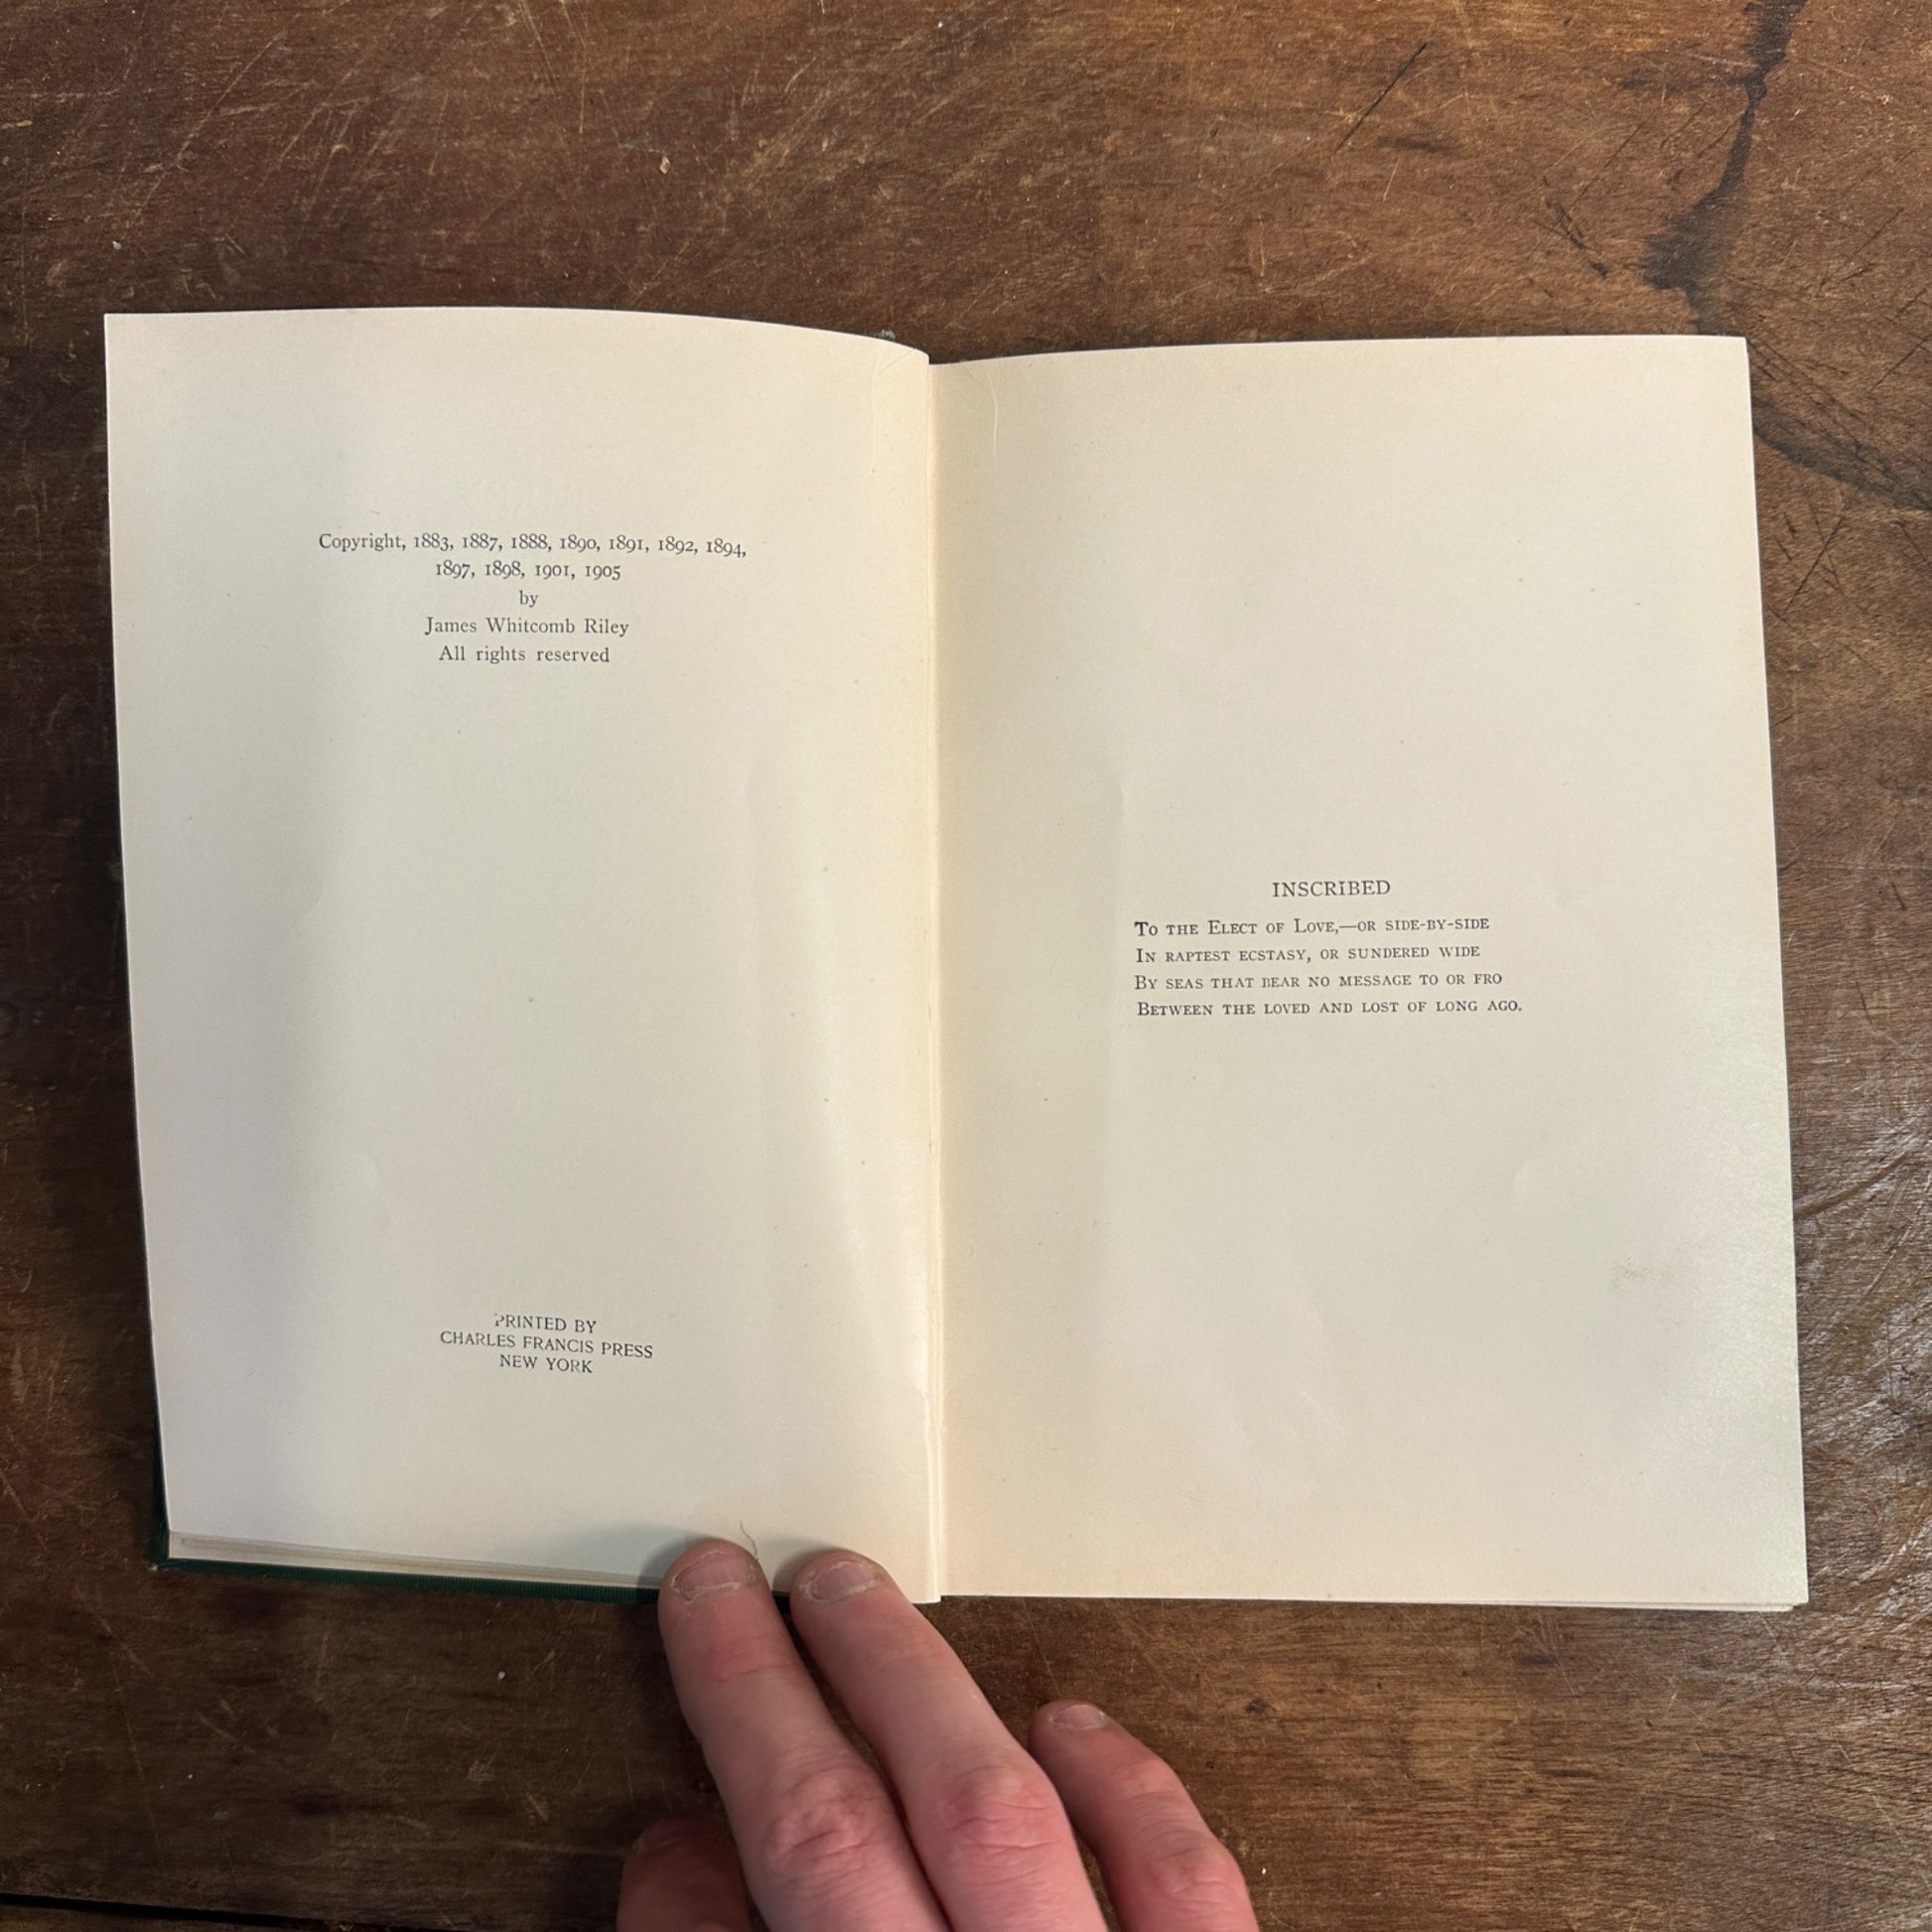 Copyright, 1883, 1887, 1888, 1890, 1891, 1892, 1894,
1897, 1898, 1901, 1905
by
James Whitcomb Riley
All rights reserved
PRINTED BY
CHARLES FRANCIS PRESS
NEW YORK
INSCRIBED
To the Elect of Love,—or side-by-side
In raptest ecstasy, or sundered wide
By seas that bear no message to or fro
Between the loved and lost of long ago.